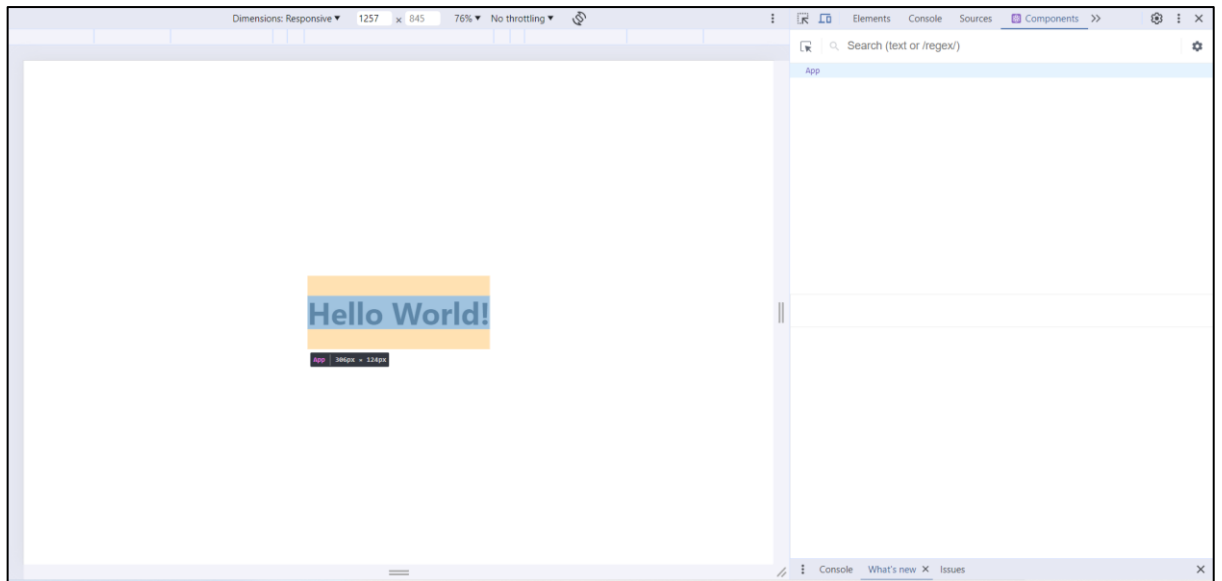 Dimensions: Responsive ▼ 1257 x 845 76% ▼ No throttling ▼
Elements Console Sources Components
Search (text or /regex/)
App
Hello World!
App | 306px × 124px
Console What's new Issues